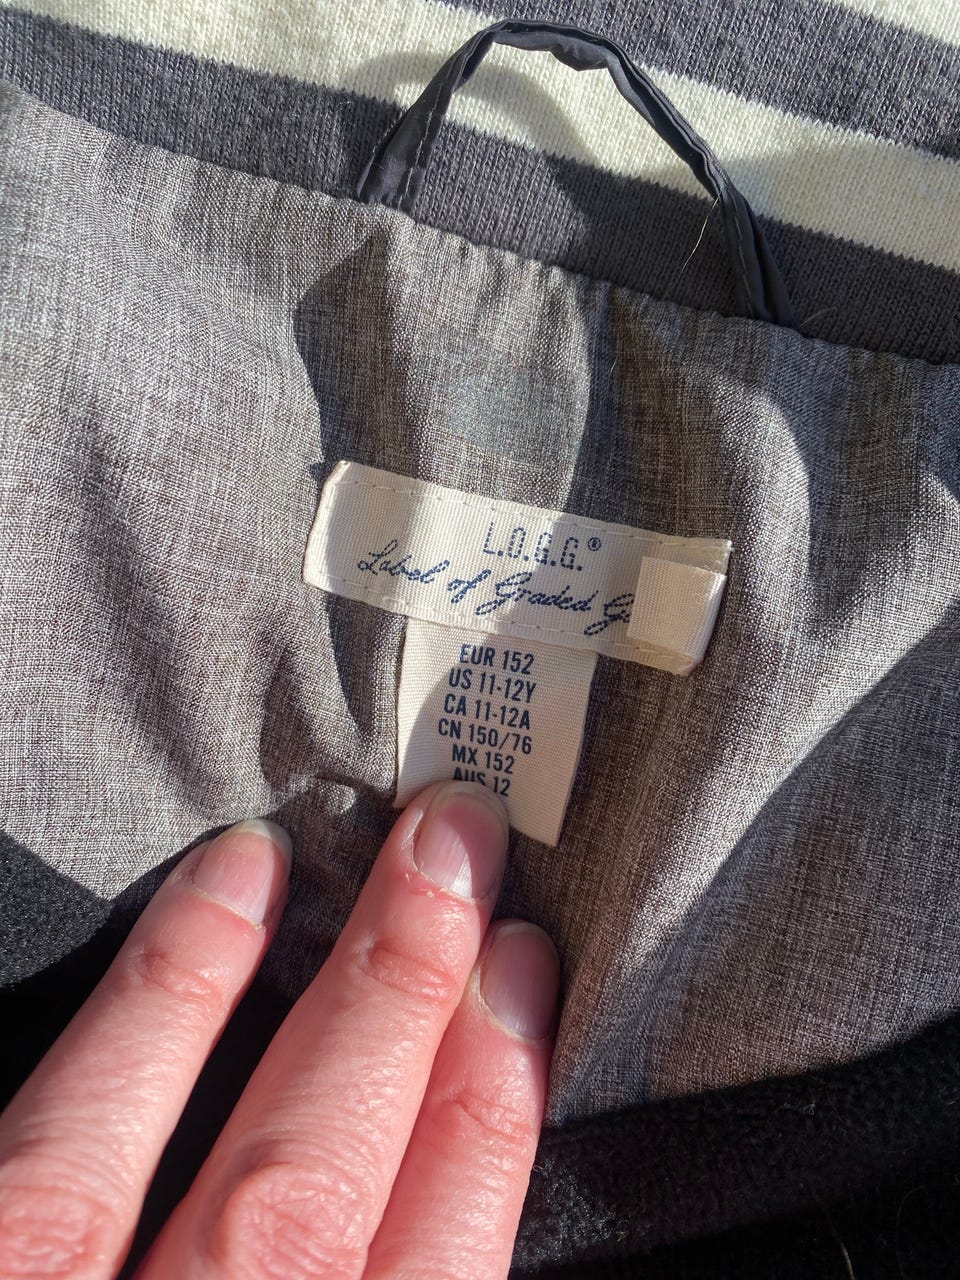 L.O.G.G.®
Label of Graded
EUR 152
US 11-12Y
CA 11-12A
CN 150/76
MX 152
AUS 12